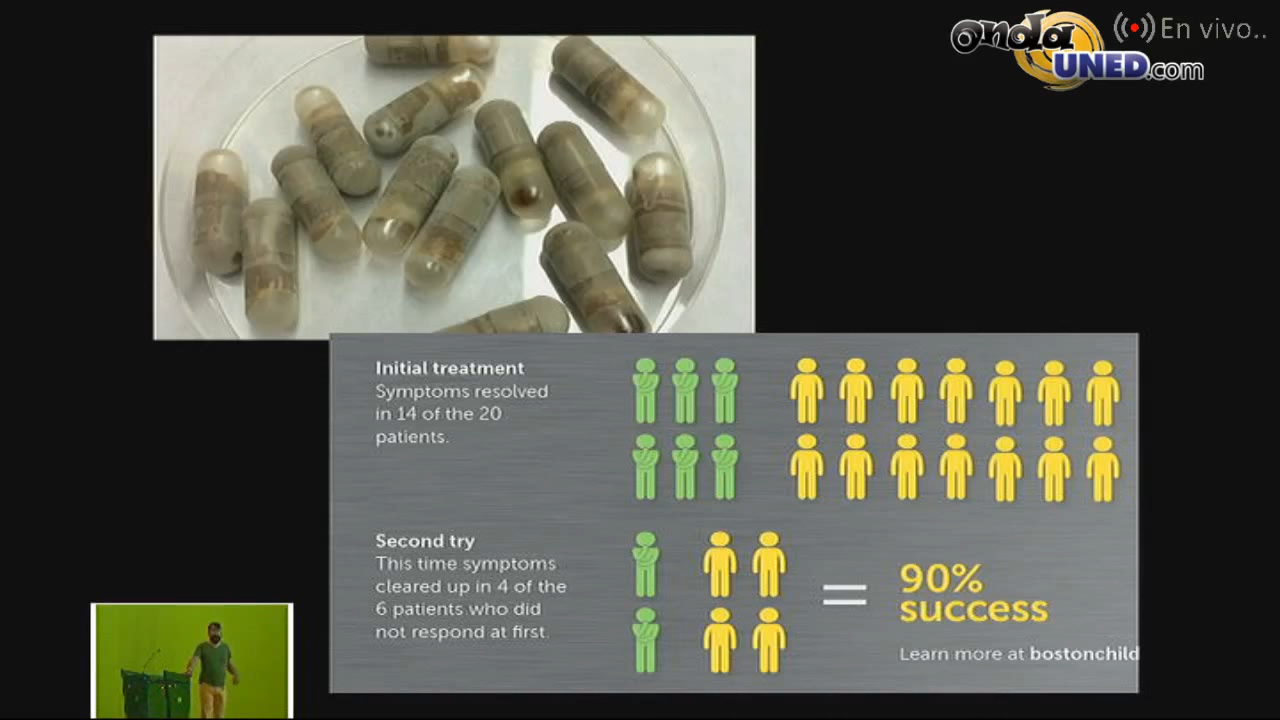 onda
UNED.com
En vivo..
Initial treatment
Symptoms resolved
in 14 of the 20
patients.
Second try
This time symptoms
cleared up in 4 of the
6 patients who did
not respond at first.
=
90%
success
Learn more at bostonchild